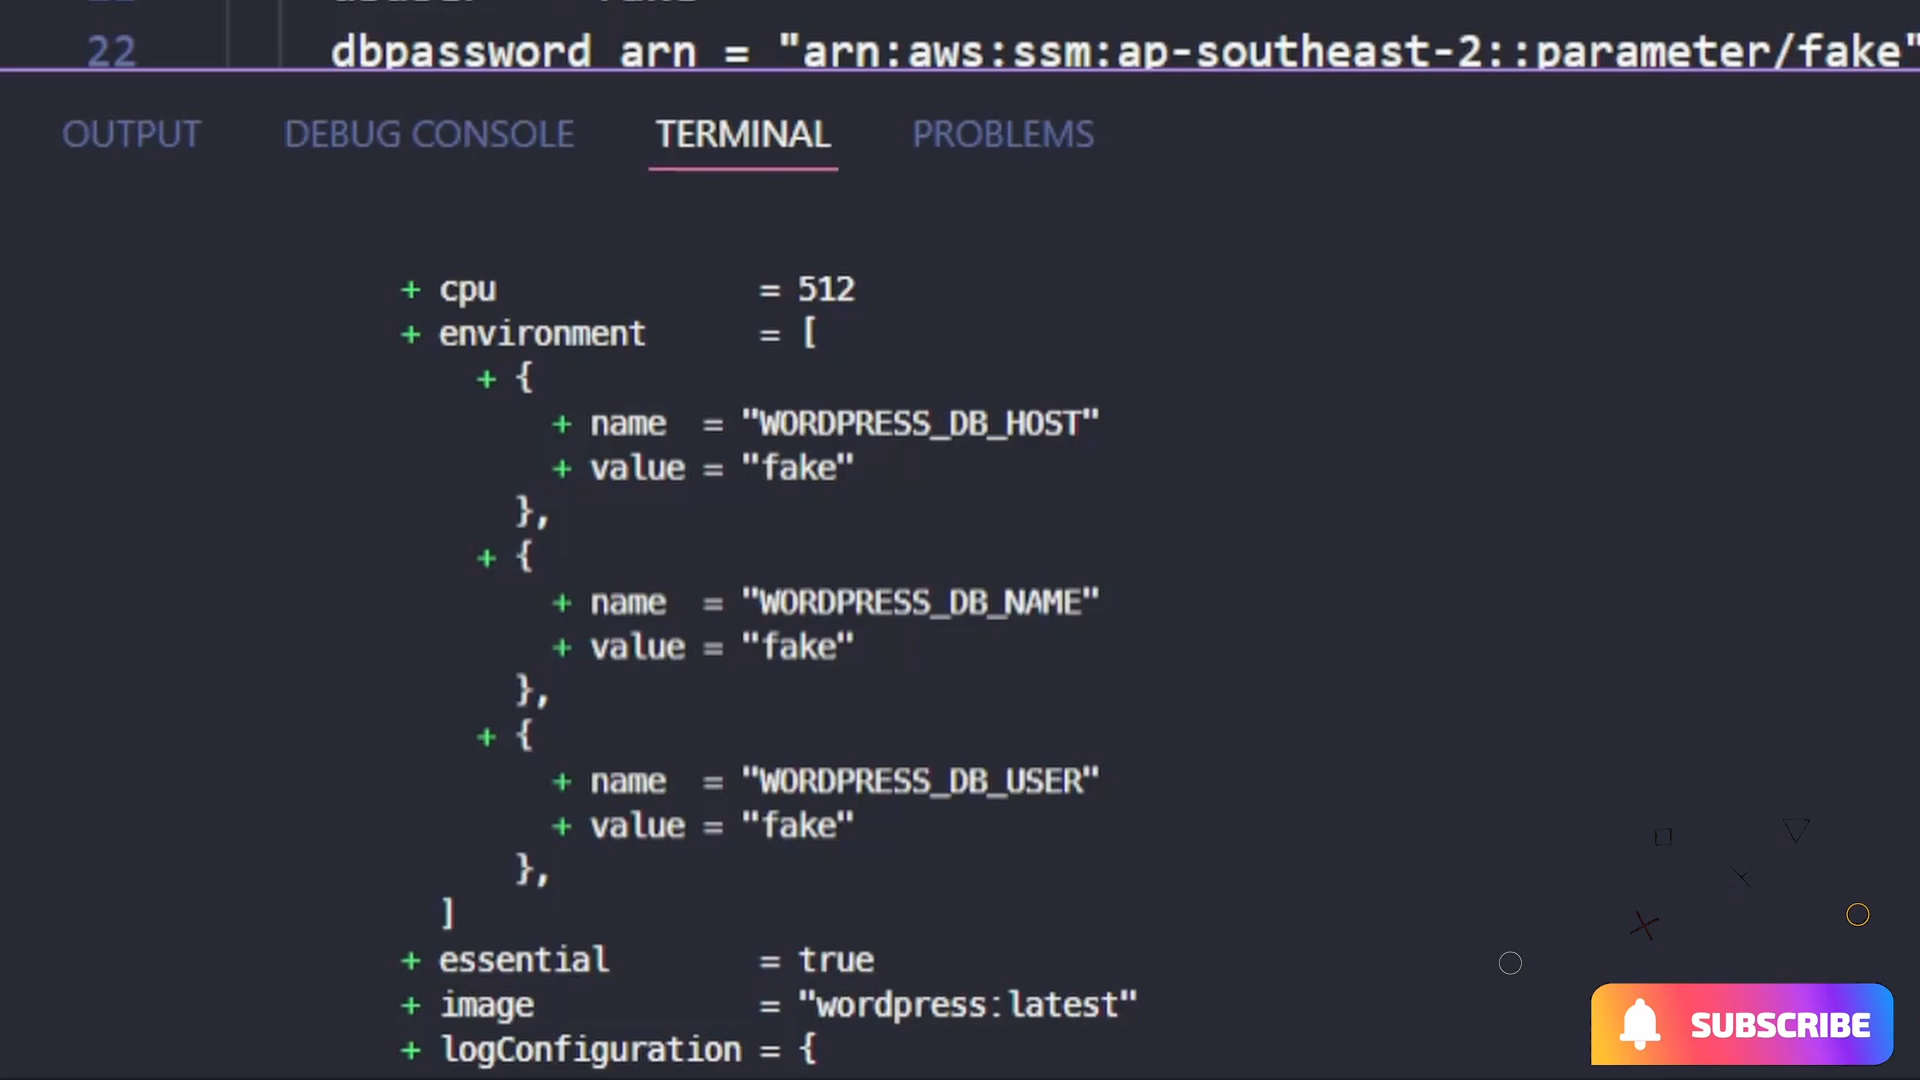 22 dbpassword_arn = "arn:aws:ssm:ap-southeast-2::parameter/fake"
OUTPUT DEBUG CONSOLE TERMINAL PROBLEMS
+ cpu = 512
+ environment = [
+ {
+ name = "WORDPRESS_DB_HOST"
+ value = "fake"
},
+ {
+ name = "WORDPRESS_DB_NAME"
+ value = "fake"
},
+ {
+ name = "WORDPRESS_DB_USER"
+ value = "fake"
},
]
+ essential = true
+ image = "wordpress:latest"
+ logConfiguration = {
SUBSCRIBE